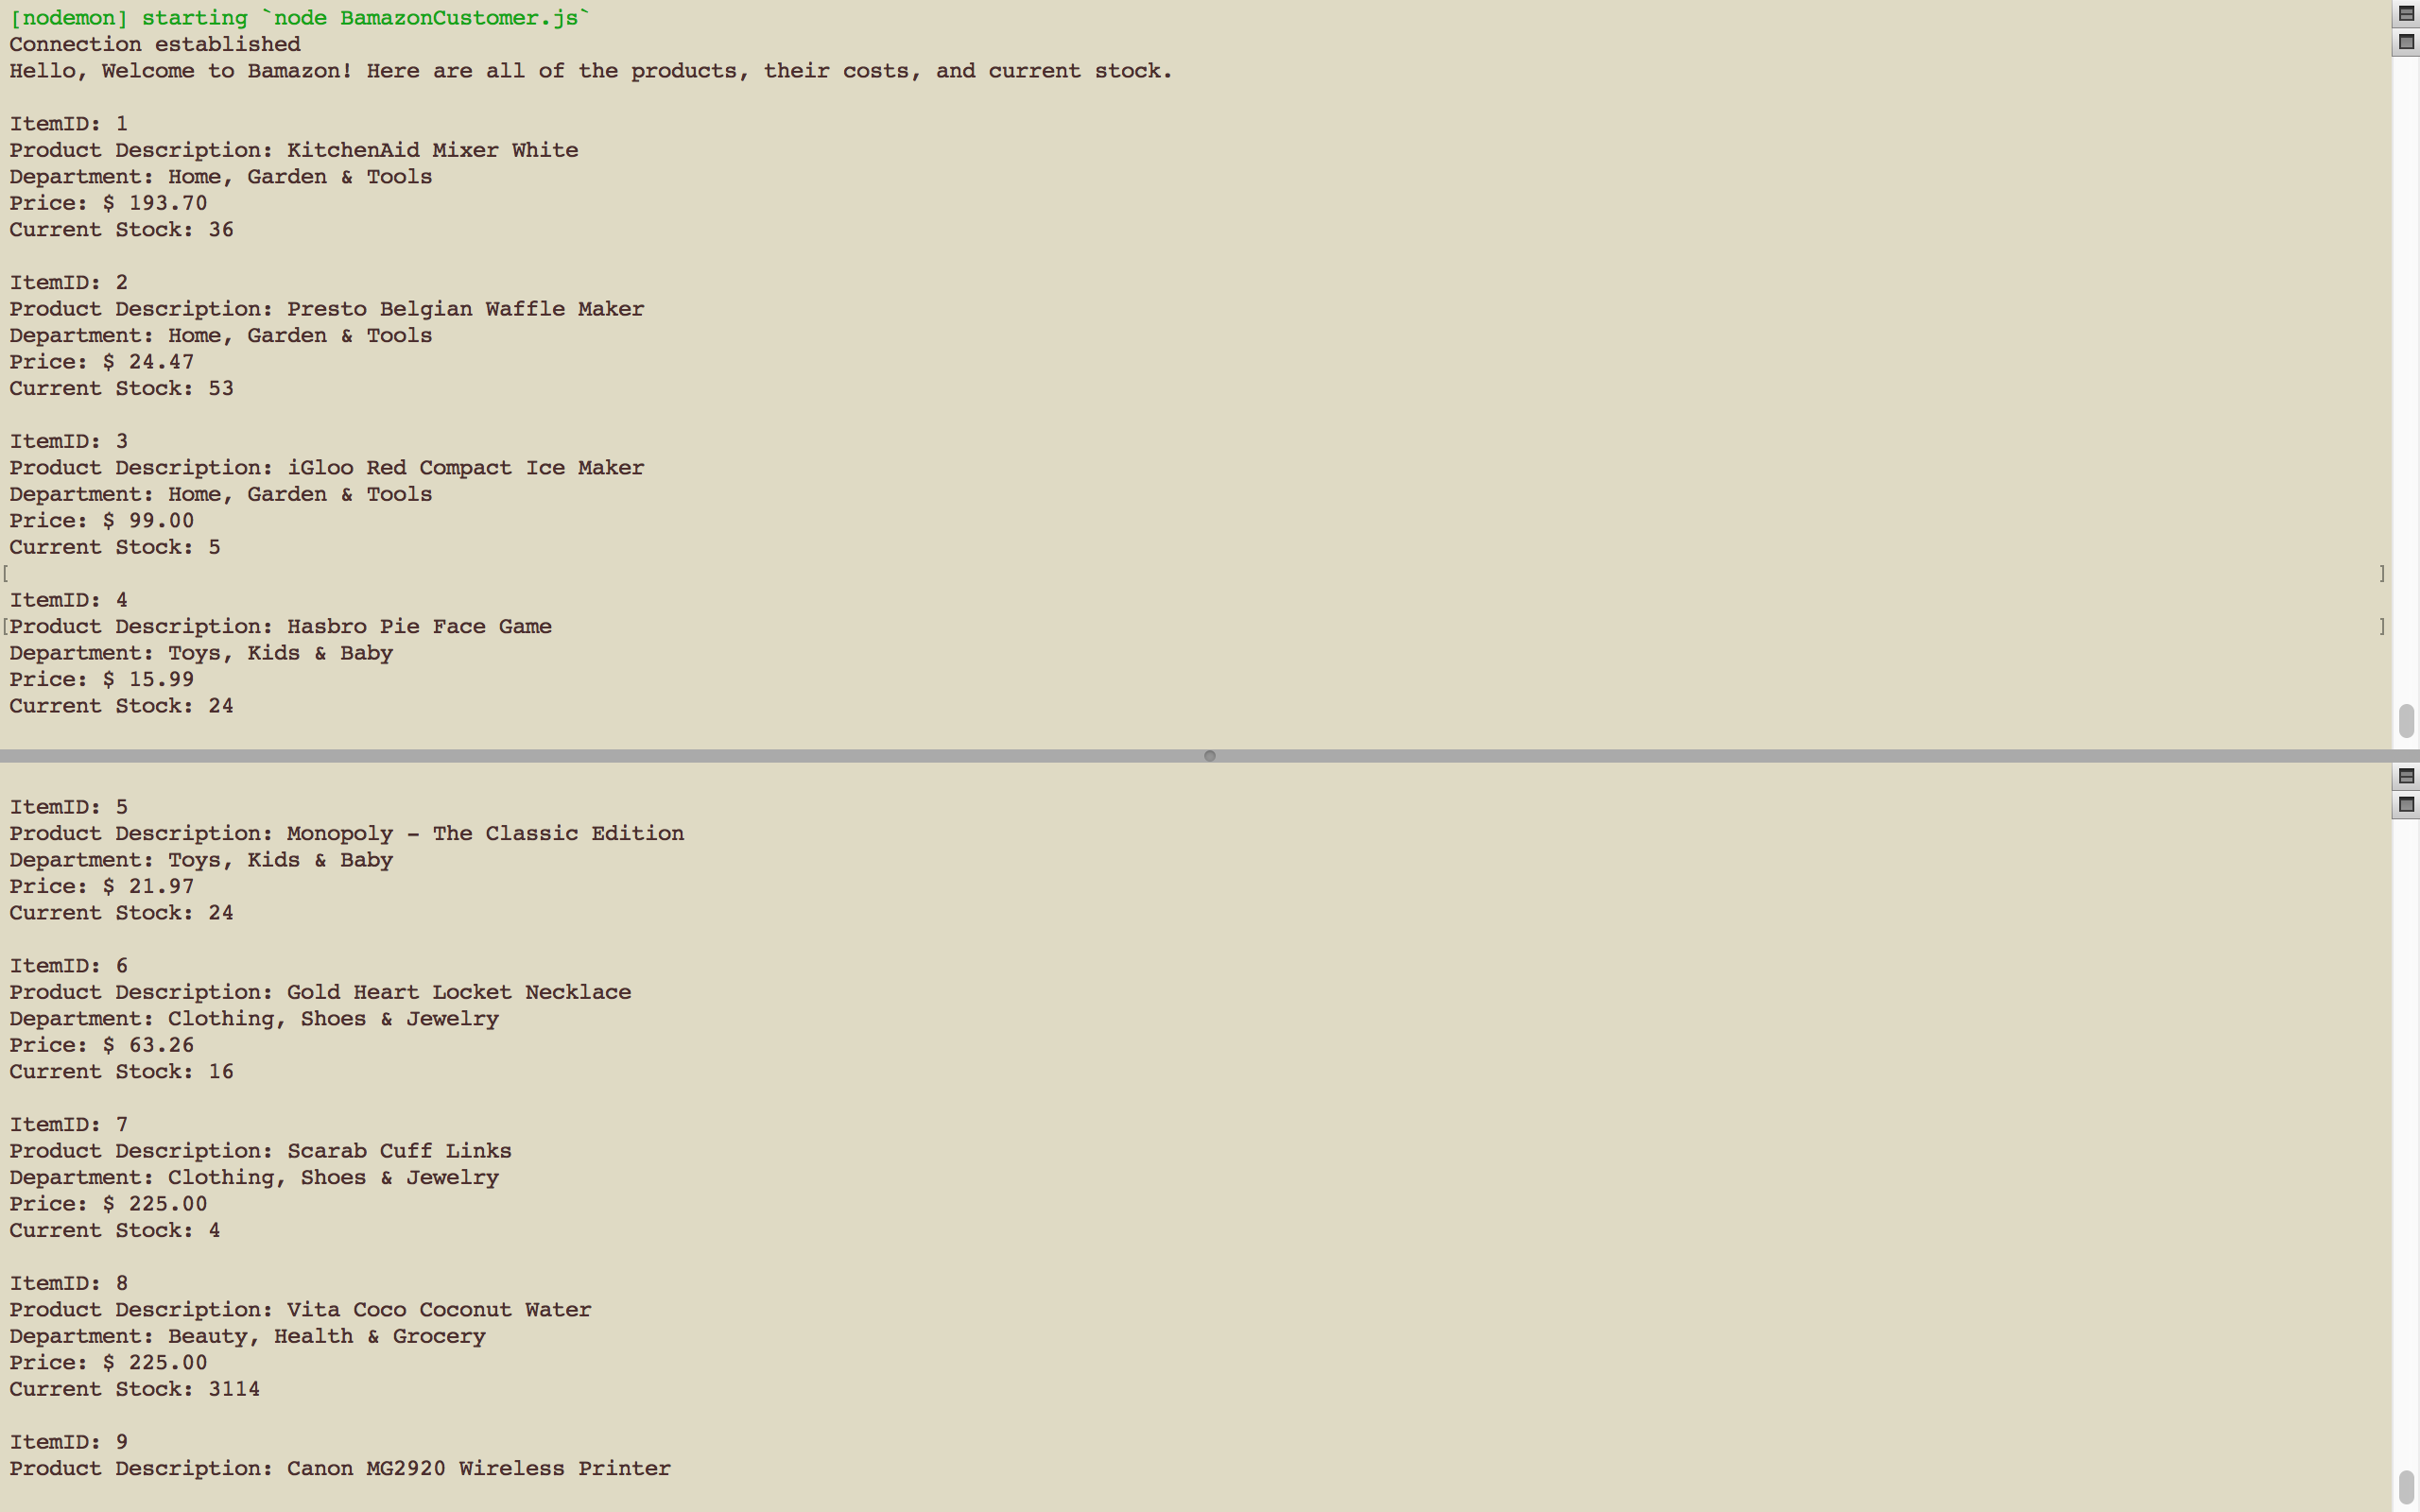 [nodemon] starting `node BamazonCustomer.js`
Connection established
Hello, Welcome to Bamazon! Here are all of the products, their costs, and current stock.
ItemID: 1
Product Description: KitchenAid Mixer White
Department: Home, Garden & Tools
Price: $ 193.70
Current Stock: 36
ItemID: 2
Product Description: Presto Belgian Waffle Maker
Department: Home, Garden & Tools
Price: $ 24.47
Current Stock: 53
ItemID: 3
Product Description: iGloo Red Compact Ice Maker
Department: Home, Garden & Tools
Price: $ 99.00
Current Stock: 5
[ ]
ItemID: 4
[Product Description: Hasbro Pie Face Game ]
Department: Toys, Kids & Baby
Price: $ 15.99
Current Stock: 24
ItemID: 5
Product Description: Monopoly - The Classic Edition
Department: Toys, Kids & Baby
Price: $ 21.97
Current Stock: 24
ItemID: 6
Product Description: Gold Heart Locket Necklace
Department: Clothing, Shoes & Jewelry
Price: $ 63.26
Current Stock: 16
ItemID: 7
Product Description: Scarab Cuff Links
Department: Clothing, Shoes & Jewelry
Price: $ 225.00
Current Stock: 4
ItemID: 8
Product Description: Vita Coco Coconut Water
Department: Beauty, Health & Grocery
Price: $ 225.00
Current Stock: 3114
ItemID: 9
Product Description: Canon MG2920 Wireless Printer